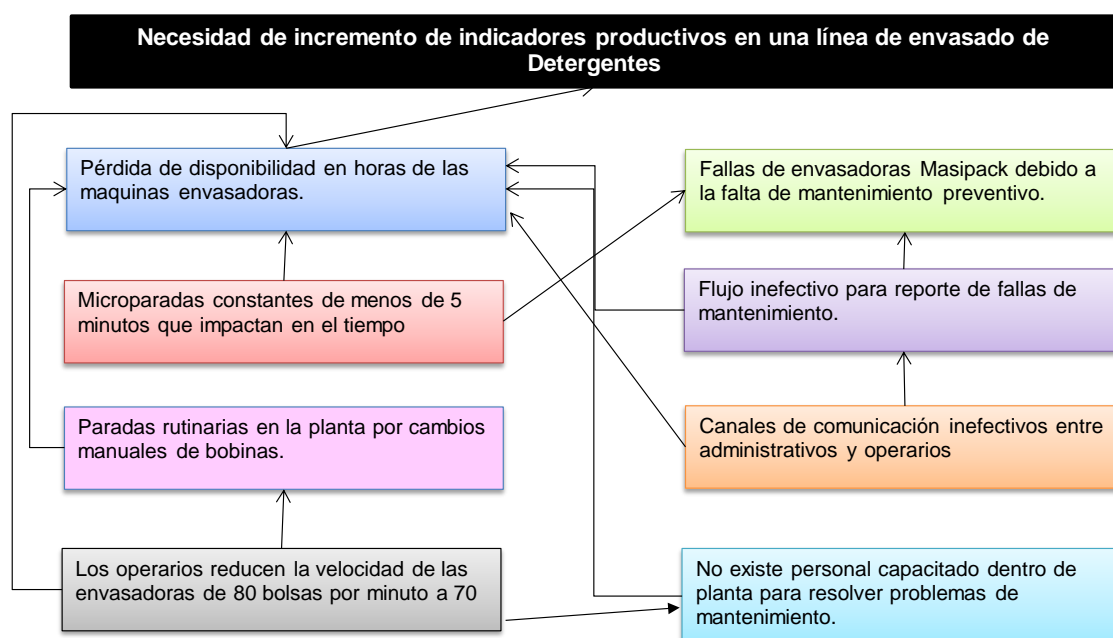 Necesidad de incremento de indicadores productivos en una línea de envasado de
Detergentes
Pérdida de disponibilidad en horas de las
maquinas envasadoras.
Fallas de envasadoras Masipack debido a
la falta de mantenimiento preventivo.
Microparadas constantes de menos de 5
minutos que impactan en el tiempo
Flujo inefectivo para reporte de fallas de
mantenimiento.
Paradas rutinarias en la planta por cambios
manuales de bobinas.
Canales de comunicación inefectivos entre
administrativos y operarios
Los operarios reducen la velocidad de las
envasadoras de 80 bolsas por minuto a 70
No existe personal capacitado dentro de
planta para resolver problemas de
mantenimiento.